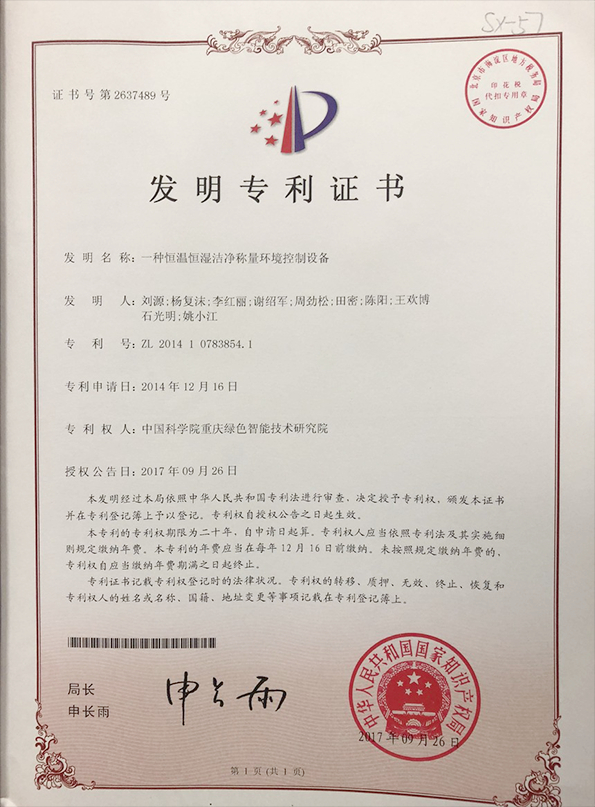 SX-57
证书号第2637489号
北京市海淀区地方税务局
印花税
代扣专用章
国家知识产权局
发明专利证书
发明名称：一种恒温恒湿洁净称量环境控制设备
发明人：刘源;杨复沫;李红丽;谢绍军;周劲松;田密;陈阳;王欢博
石光明;姚小江
专利号：ZL 2014 1 0783854.1
专利申请日：2014年12月16日
专利权人：中国科学院重庆绿色智能技术研究院
授权公告日：2017年09月26日
本发明经过本局依照中华人民共和国专利法进行审查，决定授予专利权，颁发本证书
并在专利登记簿上予以登记。专利权自授权公告之日起生效。
本专利的专利权期限为二十年，自申请日起算。专利权人应当依照专利法及其实施细
则规定缴纳年费。本专利的年费应当在每年12月16日前缴纳。未按照规定缴纳年费的，
专利权自应当缴纳年费期满之日起终止。
专利证书记载专利权登记时的法律状况。专利权的转移、质押、无效、终止、恢复和
专利权人的姓名或名称、国籍、地址变更等事项记载在专利登记簿上。
局长
申长雨
申长雨
中华人民共和国国家知识产权局
2017年09月26日
第1页(共1页)